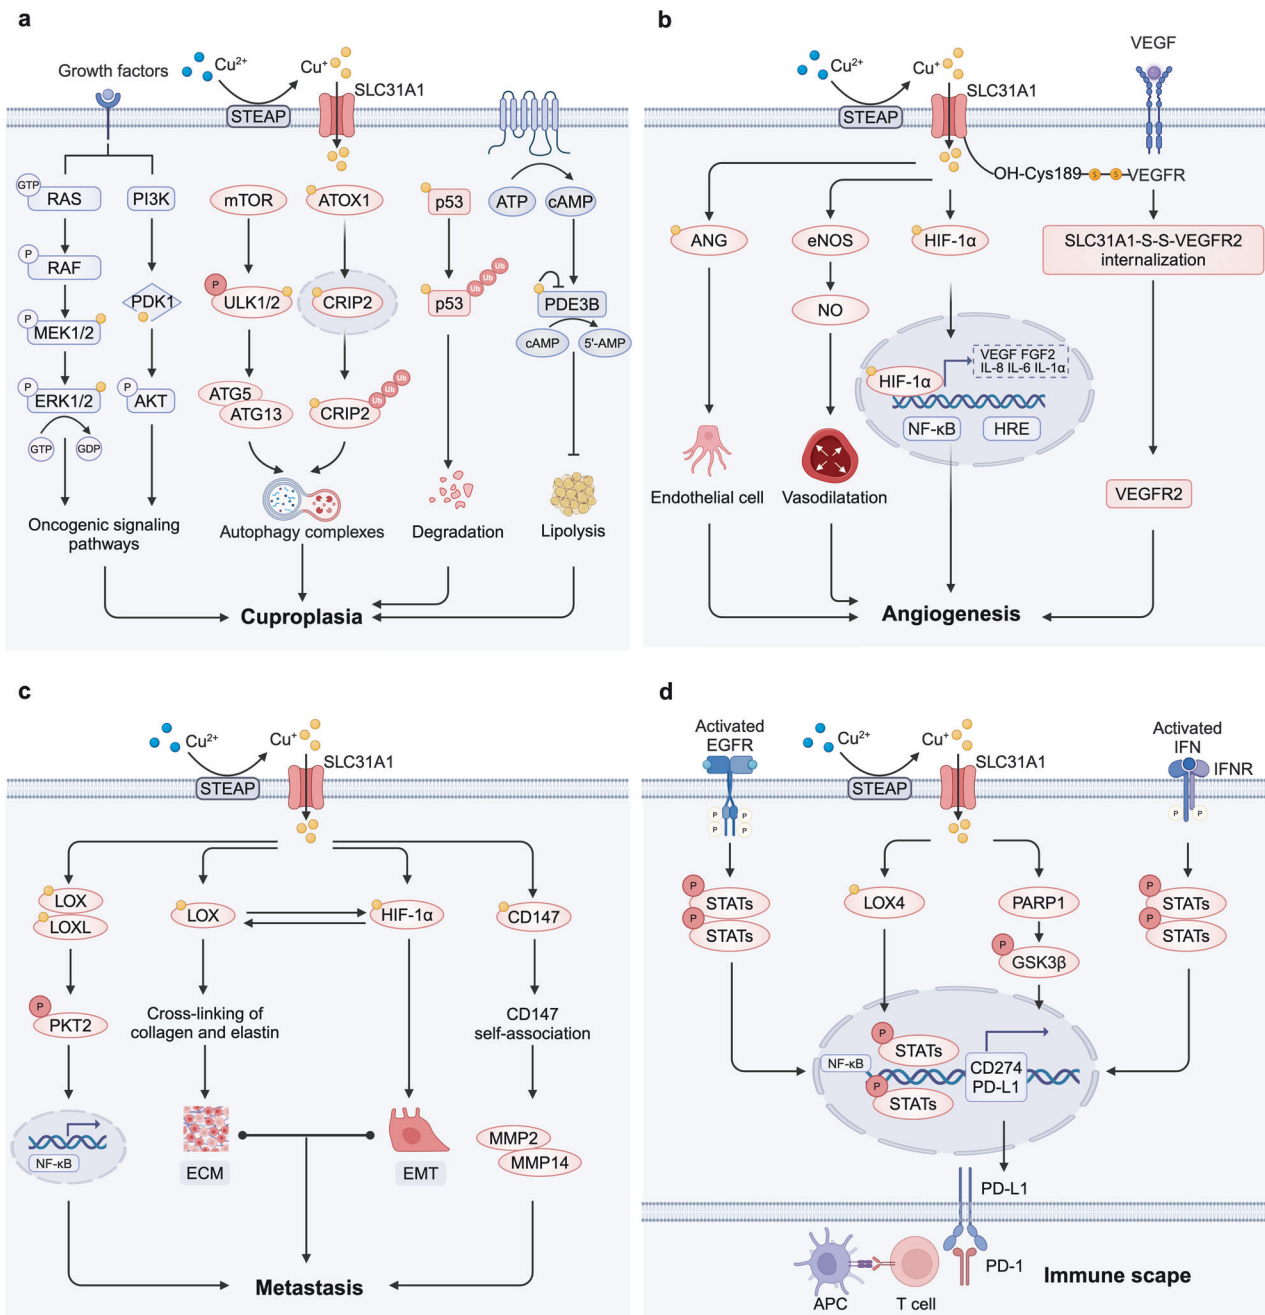 a
Growth factors
Cu2+
Cu+
SLC31A1
STEAP
GTP
RAS
PI3K
mTOR
ATOX1
p53
ATP
cAMP
P
RAF
P
ULK1/2
CRIP2
p53
Ub
Ub
Ub
PDK1
PDE3B
P
MEK1/2
cAMP
5'-AMP
P
ERK1/2
P
AKT
ATG5
ATG13
CRIP2
Ub
Ub
Ub
GTP
GDP
Oncogenic signaling
pathways
Autophagy complexes
Degradation
Lipolysis
Cuproplasia
b
VEGF
Cu2+
Cu+
SLC31A1
STEAP
OH-Cys189
S
S
VEGFR
ANG
eNOS
HIF-1α
SLC31A1-S-S-VEGFR2
internalization
NO
VEGF FGF2
IL-8 IL-6 IL-1α
HIF-1α
NF-κB
HRE
Endothelial cell
Vasodilatation
VEGFR2
Angiogenesis
c
Cu2+
Cu+
SLC31A1
STEAP
LOX
LOXL
LOX
HIF-1α
CD147
P
PKT2
Cross-linking of
collagen and elastin
CD147
self-association
NF-κB
ECM
EMT
MMP2
MMP14
Metastasis
d
Activated
EGFR
Cu2+
Cu+
SLC31A1
STEAP
Activated
IFN
IFNR
P
P
P
P
P
P
P
STATs
P
STATs
LOX4
PARP1
P
STATs
P
STATs
P
GSK3β
P
STATs
NF-κB
P
STATs
CD274
PD-L1
PD-L1
PD-1
APC
T cell
Immune scape